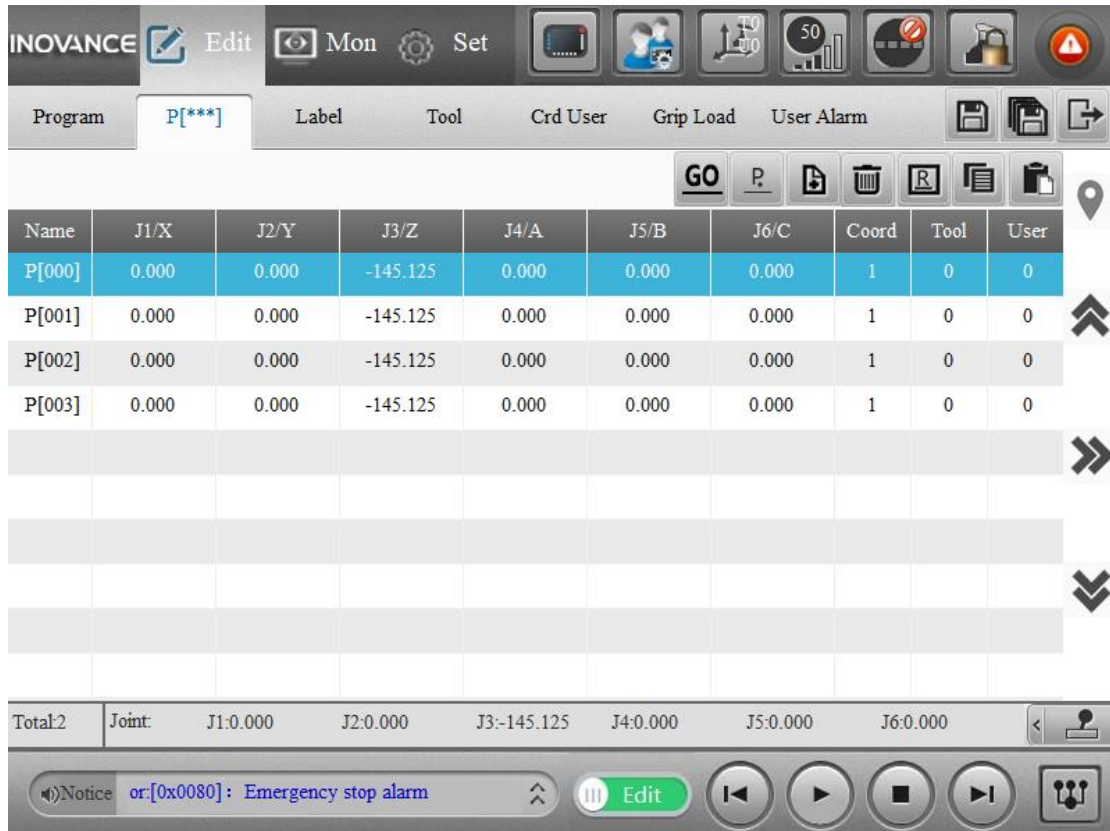 INOVANCE Edit Mon Set T0 U0 50
Program P[***] Label Tool Crd User Grip Load User Alarm
GO P. R
Name J1/X J2/Y J3/Z J4/A J5/B J6/C Coord Tool User
P[000] 0.000 0.000 -145.125 0.000 0.000 0.000 1 0 0
P[001] 0.000 0.000 -145.125 0.000 0.000 0.000 1 0 0
P[002] 0.000 0.000 -145.125 0.000 0.000 0.000 1 0 0
P[003] 0.000 0.000 -145.125 0.000 0.000 0.000 1 0 0
Total:2 Joint: J1:0.000 J2:0.000 J3:-145.125 J4:0.000 J5:0.000 J6:0.000
Notice or:[0x0080]：Emergency stop alarm Edit